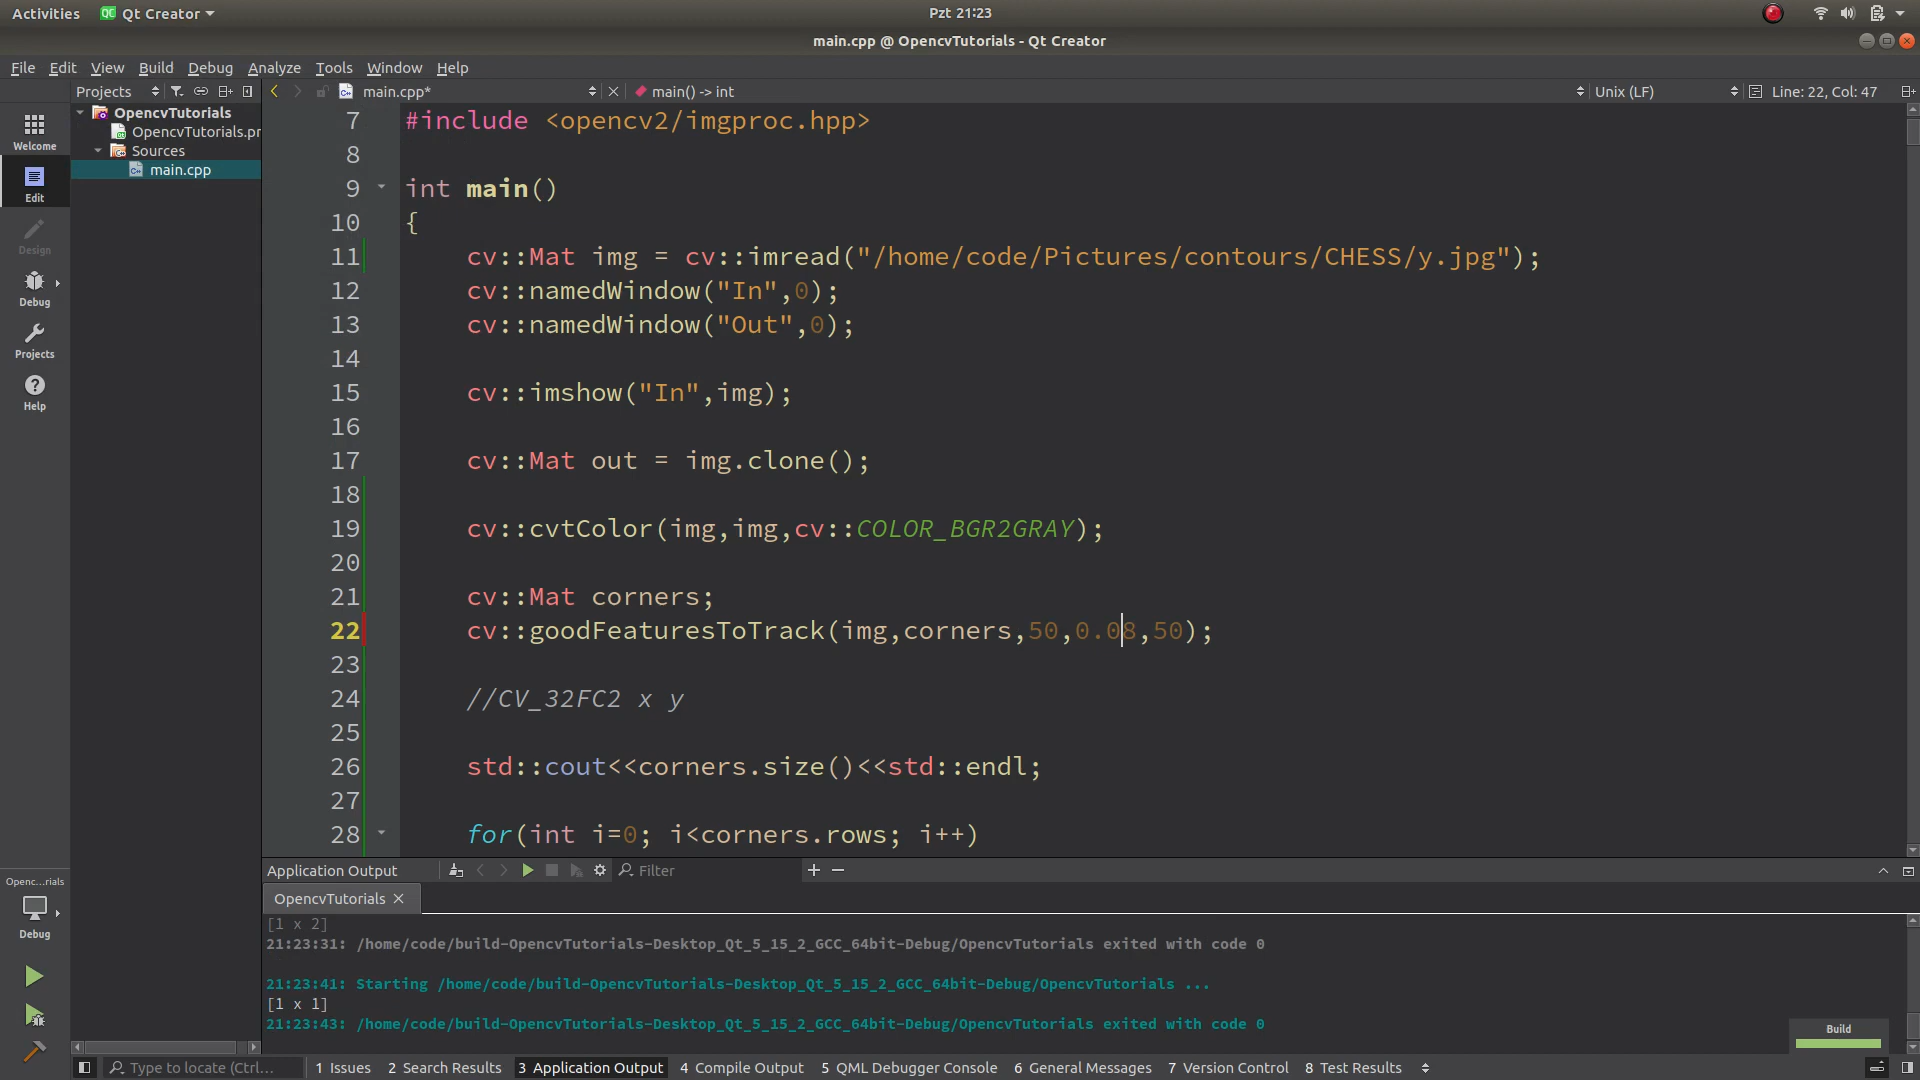 Activities Qt Creator Pzt 21:23
main.cpp @ OpencvTutorials - Qt Creator
File Edit View Build Debug Analyze Tools Window Help
Projects main.cpp* main() -> int Unix (LF) Line: 22, Col: 47
OpencvTutorials
OpencvTutorials.pr
Sources
main.cpp
Welcome
Edit
Design
Debug
Projects
Help
7 #include <opencv2/imgproc.hpp>
8
9 int main()
10 {
11 cv::Mat img = cv::imread("/home/code/Pictures/contours/CHESS/y.jpg");
12 cv::namedWindow("In",0);
13 cv::namedWindow("Out",0);
14
15 cv::imshow("In",img);
16
17 cv::Mat out = img.clone();
18
19 cv::cvtColor(img,img,cv::COLOR_BGR2GRAY);
20
21 cv::Mat corners;
22 cv::goodFeaturesToTrack(img,corners,50,0.08,50);
23
24 //CV_32FC2 x y
25
26 std::cout<<corners.size()<<std::endl;
27
28 for(int i=0; i<corners.rows; i++)
Openc...rials
Debug
Application Output Filter
OpencvTutorials
[1 x 2]
21:23:31: /home/code/build-OpencvTutorials-Desktop_Qt_5_15_2_GCC_64bit-Debug/OpencvTutorials exited with code 0
21:23:41: Starting /home/code/build-OpencvTutorials-Desktop_Qt_5_15_2_GCC_64bit-Debug/OpencvTutorials ...
[1 x 1]
21:23:43: /home/code/build-OpencvTutorials-Desktop_Qt_5_15_2_GCC_64bit-Debug/OpencvTutorials exited with code 0
Build
Type to locate (Ctrl... 1 Issues 2 Search Results 3 Application Output 4 Compile Output 5 QML Debugger Console 6 General Messages 7 Version Control 8 Test Results